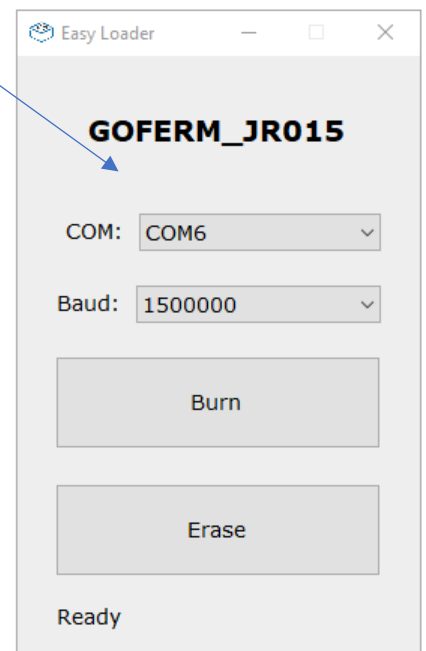 Easy Loader
GOFERM_JR015
COM: COM6
Baud: 1500000
Burn
Erase
Ready